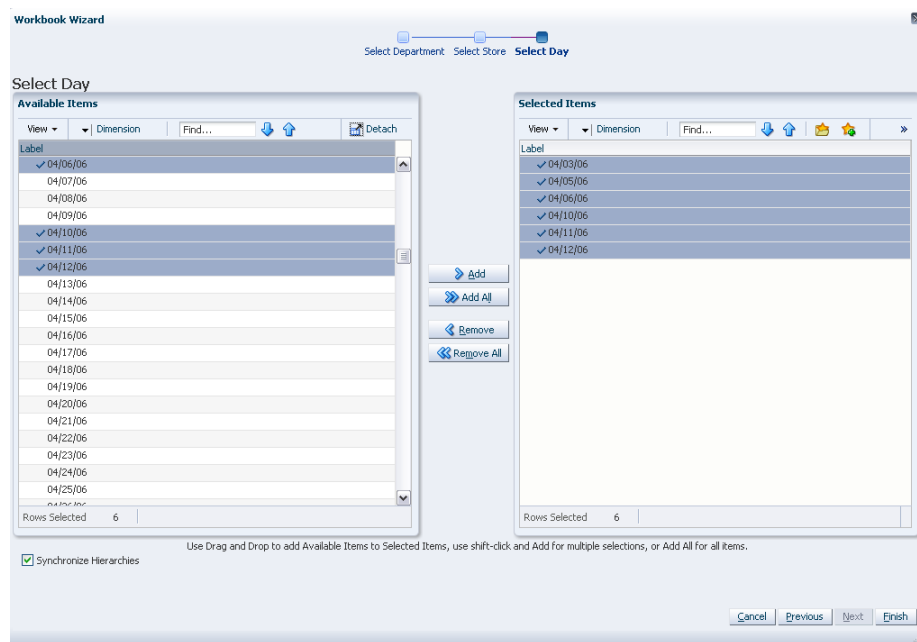 Workbook Wizard
Select Department Select Store Select Day
Select Day
Available Items
View Dimension Find... Detach
Label
04/06/06
04/07/06
04/08/06
04/09/06
04/10/06
04/11/06
04/12/06
04/13/06
04/14/06
04/15/06
04/16/06
04/17/06
04/18/06
04/19/06
04/20/06
04/21/06
04/22/06
04/23/06
04/24/06
04/25/06
04/26/06
Rows Selected 6
Add
Add All
Remove
Remove All
Selected Items
View Dimension Find... »
Label
04/03/06
04/05/06
04/06/06
04/10/06
04/11/06
04/12/06
Rows Selected 6
Use Drag and Drop to add Available Items to Selected Items, use shift-click and Add for multiple selections, or Add All for all items.
Synchronize Hierarchies
Cancel Previous Next Finish